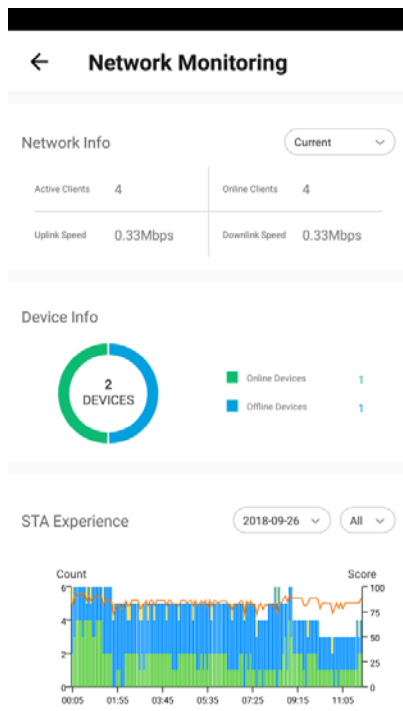 Network Monitoring
Network Info
Current
Active Clients 4 Online Clients 4
Uplink Speed 0.33Mbps Downlink Speed 0.33Mbps
Device Info
2
DEVICES
Online Devices 1
Offline Devices 1
STA Experience
2018-09-26
All
Count Score
6 100
75
4
50
2
25
0 0
00:05 01:55 03:45 05:35 07:25 09:15 11:05